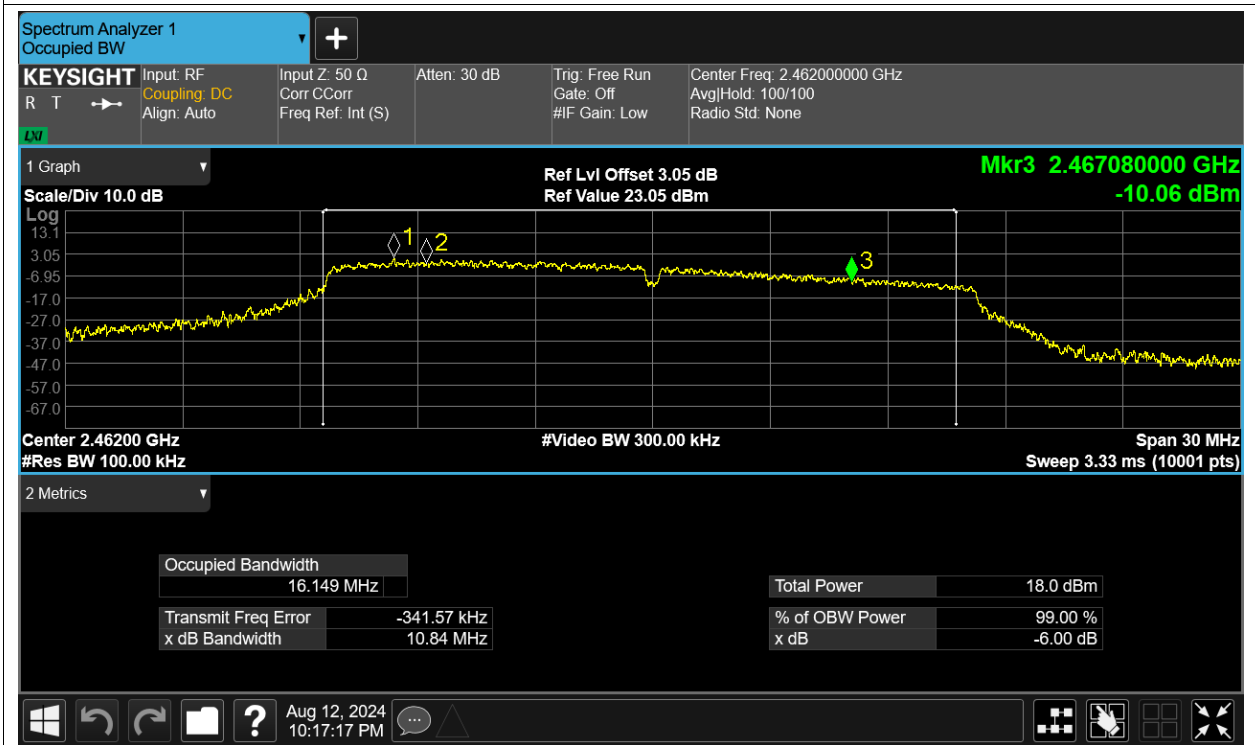 Spectrum Analyzer 1
Occupied BW
KEYSIGHT
R T
LXI
Input: RF
Coupling: DC
Align: Auto
Input Z: 50 Ω
Corr CCorr
Freq Ref: Int (S)
Atten: 30 dB
Trig: Free Run
Gate: Off
#IF Gain: Low
Center Freq: 2.462000000 GHz
Avg|Hold: 100/100
Radio Std: None
1 Graph
Scale/Div 10.0 dB
Ref Lvl Offset 3.05 dB
Ref Value 23.05 dBm
Mkr3 2.467080000 GHz
-10.06 dBm
Log
13.1
3.05
-6.95
-17.0
-27.0
-37.0
-47.0
-57.0
-67.0
1
2
3
Center 2.46200 GHz
#Video BW 300.00 kHz
Span 30 MHz
#Res BW 100.00 kHz
Sweep 3.33 ms (10001 pts)
2 Metrics
Occupied Bandwidth
16.149 MHz
Total Power 18.0 dBm
Transmit Freq Error -341.57 kHz
% of OBW Power 99.00 %
x dB Bandwidth 10.84 MHz
x dB -6.00 dB
?
Aug 12, 2024
10:17:17 PM